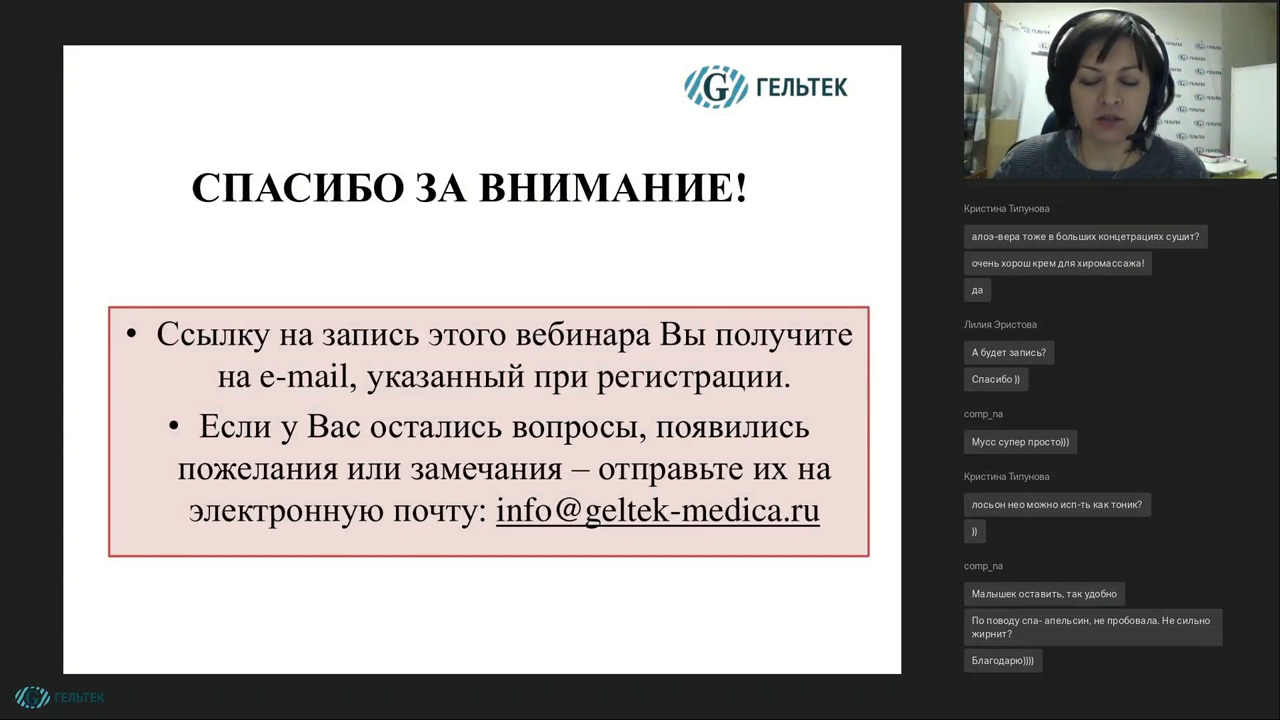 ГЕЛЬТЕК
СПАСИБО ЗА ВНИМАНИЕ!
• Ссылку на запись этого вебинара Вы получите
на e-mail, указанный при регистрации.
• Если у Вас остались вопросы, появились
пожелания или замечания – отправьте их на
электронную почту: info@geltek-medica.ru
Кристина Типунова
алоэ-вера тоже в больших концетрациях сушит?
очень хорош крем для хиромассажа!
да
Лилия Эристова
А будет запись?
Спасибо ))
comp_na
Мусс супер просто)))
Кристина Типунова
лосьон нео можно исп-ть как тоник?
))
comp_na
Малышек оставить, так удобно
По поводу спа- апельсин, не пробовала. Не сильно
жирнит?
Благодарю))))
ГЕЛЬТЕК